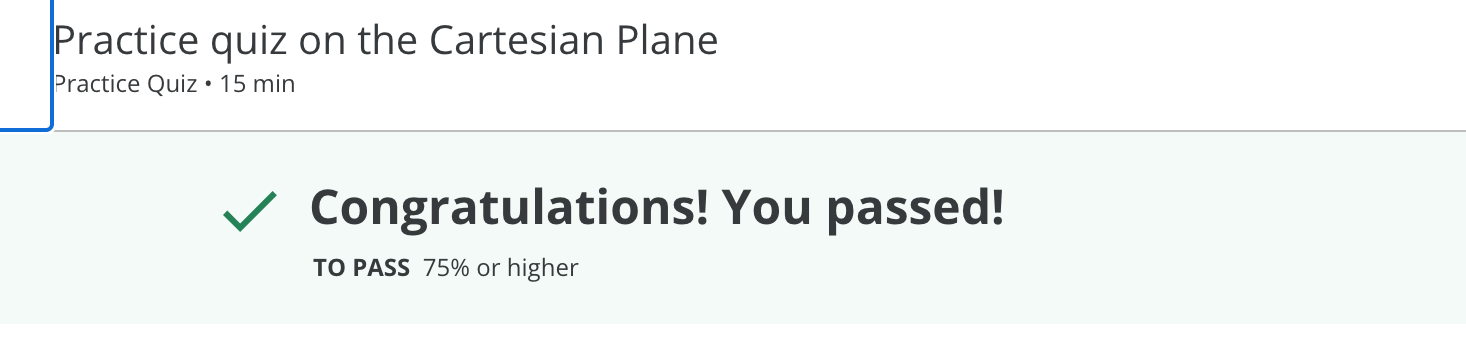 Practice quiz on the Cartesian Plane
Practice Quiz • 15 min
Congratulations! You passed!
TO PASS 75% or higher